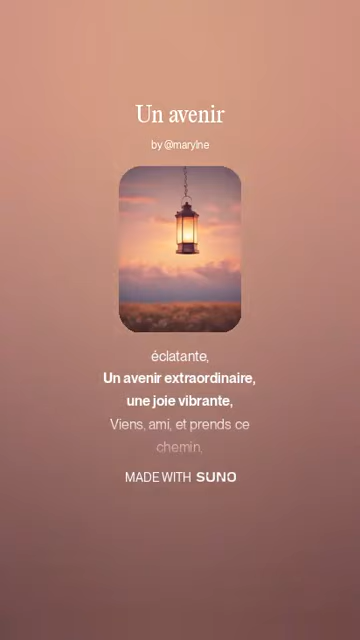 Un avenir
by @marylne
éclatante,
Un avenir extraordinaire,
une joie vibrante,
Viens, ami, et prends ce
chemin,
MADE WITH SUNO